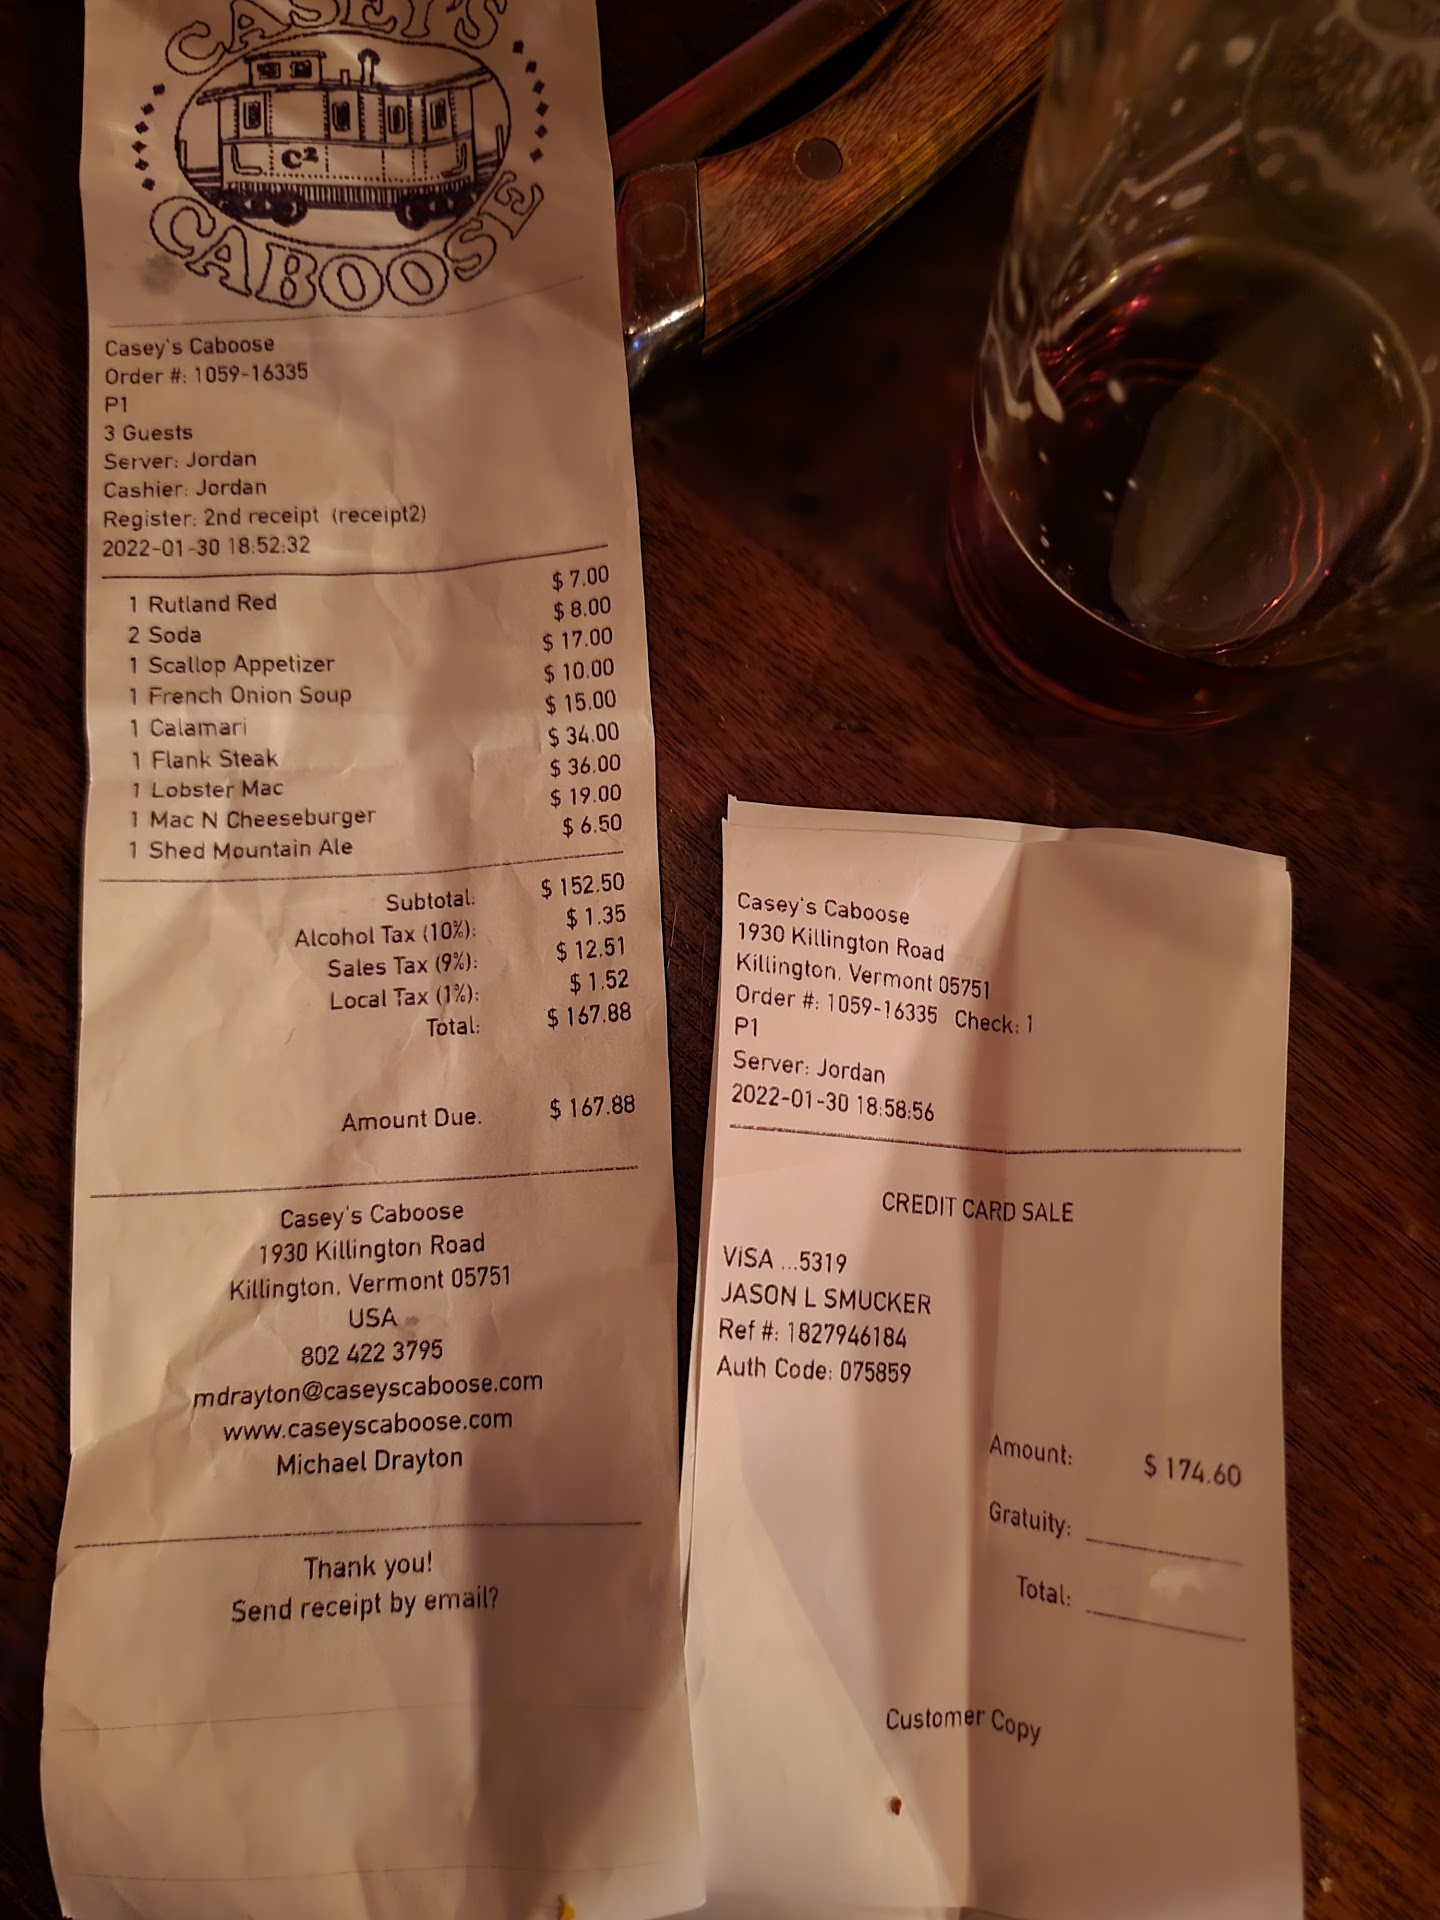 CASEY'S
C²
CABOOSE
Casey's Caboose
Order #: 1059-16335
P1
3 Guests
Server: Jordan
Cashier: Jordan
Register: 2nd receipt (receipt2)
2022-01-30 18:52:32
1 Rutland Red $ 7.00
2 Soda $ 8.00
1 Scallop Appetizer $ 17.00
1 French Onion Soup $ 10.00
1 Calamari $ 15.00
1 Flank Steak $ 34.00
1 Lobster Mac $ 36.00
1 Mac N Cheeseburger $ 19.00
1 Shed Mountain Ale $ 6.50
Subtotal: $ 152.50
Alcohol Tax (10%): $ 1.35
Sales Tax (9%): $ 12.51
Local Tax (1%): $ 1.52
Total: $ 167.88
Amount Due. $ 167.88
Casey's Caboose
1930 Killington Road
Killington, Vermont 05751
USA
802 422 3795
mdrayton@caseyscaboose.com
www.caseyscaboose.com
Michael Drayton
Thank you!
Send receipt by email?
Casey's Caboose
1930 Killington Road
Killington, Vermont 05751
Order #: 1059-16335 Check: 1
P1
Server: Jordan
2022-01-30 18:58:56
CREDIT CARD SALE
VISA ...5319
JASON L SMUCKER
Ref #: 1827946184
Auth Code: 075859
Amount: $ 174.60
Gratuity:
Total:
Customer Copy